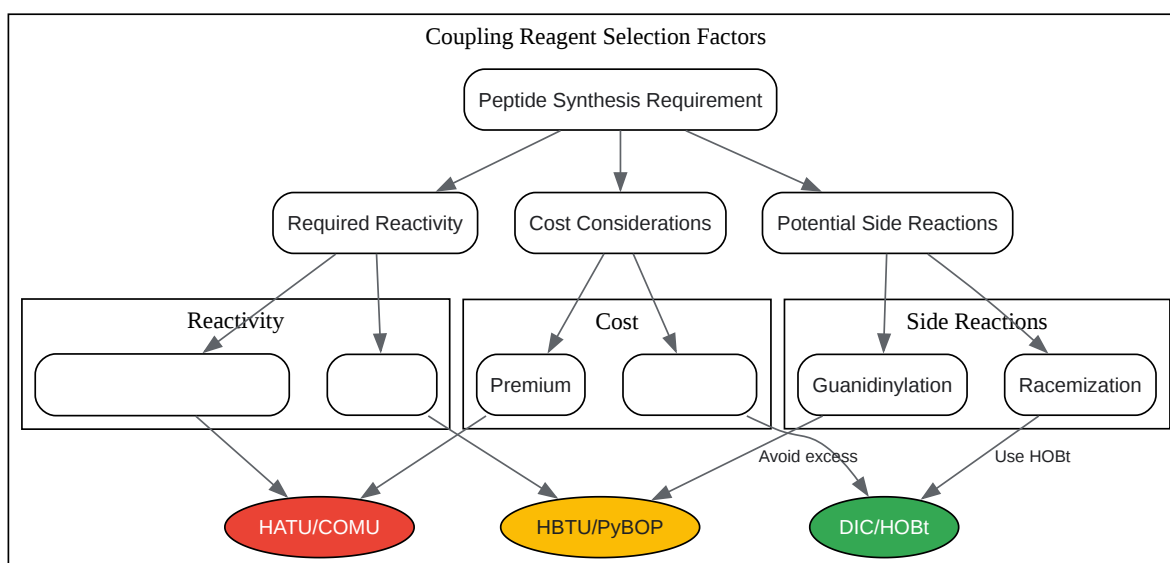 Coupling Reagent Selection Factors
Peptide Synthesis Requirement
Required Reactivity
Cost Considerations
Potential Side Reactions
Reactivity
Cost
Side Reactions
Premium
Guanidinylation
Racemization
Avoid excess
Use HOBt
HATU/COMU
HBTU/PyBOP
DIC/HOBt